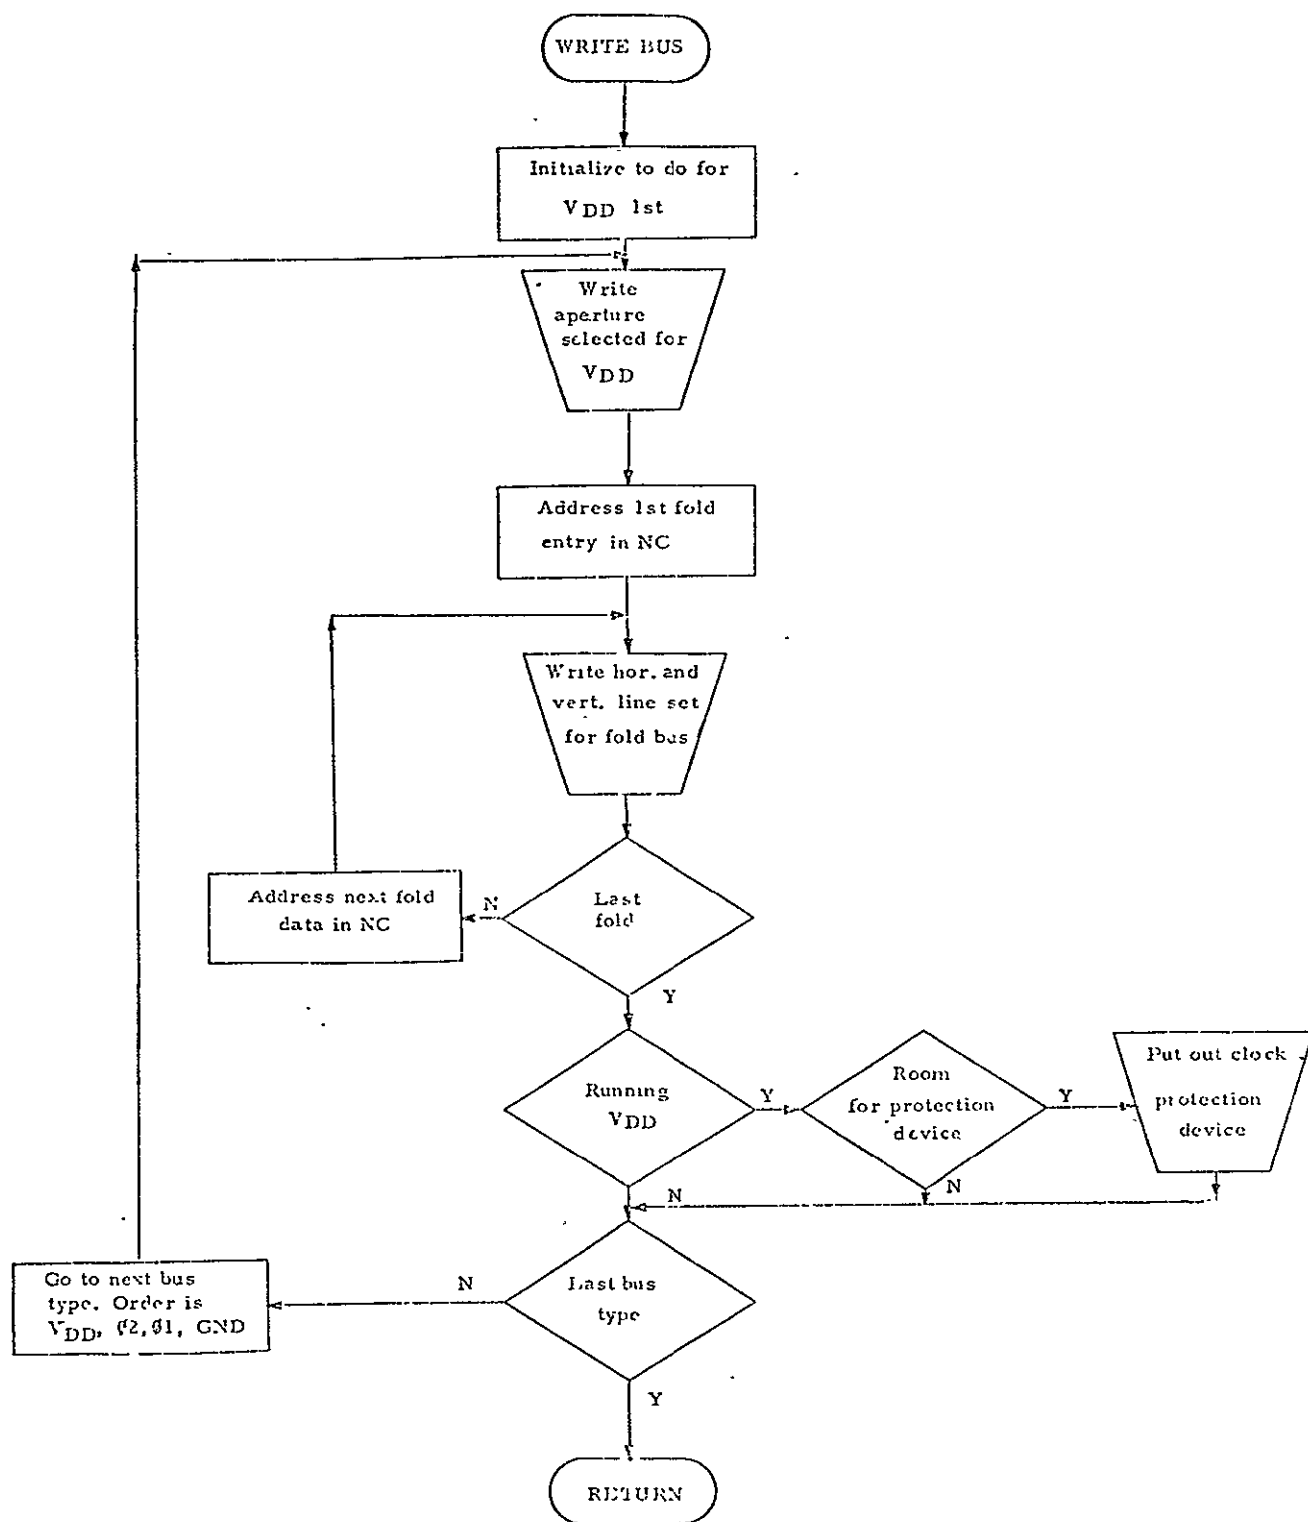 WRITE BUS
Initialize to do for
VDD 1st
Write
aperture
selected for
VDD
Address 1st fold
entry in NC
Write hor. and
vert. line set
for fold bus
Last
fold
N
Address next fold
data in NC
Y
Running
VDD
Y
Room
for protection
device
Y
Put out clock
protection
device
N
N
Last bus
type
N
Go to next bus
type. Order is
VDD, Ø2, Ø1, GND
Y
RETURN